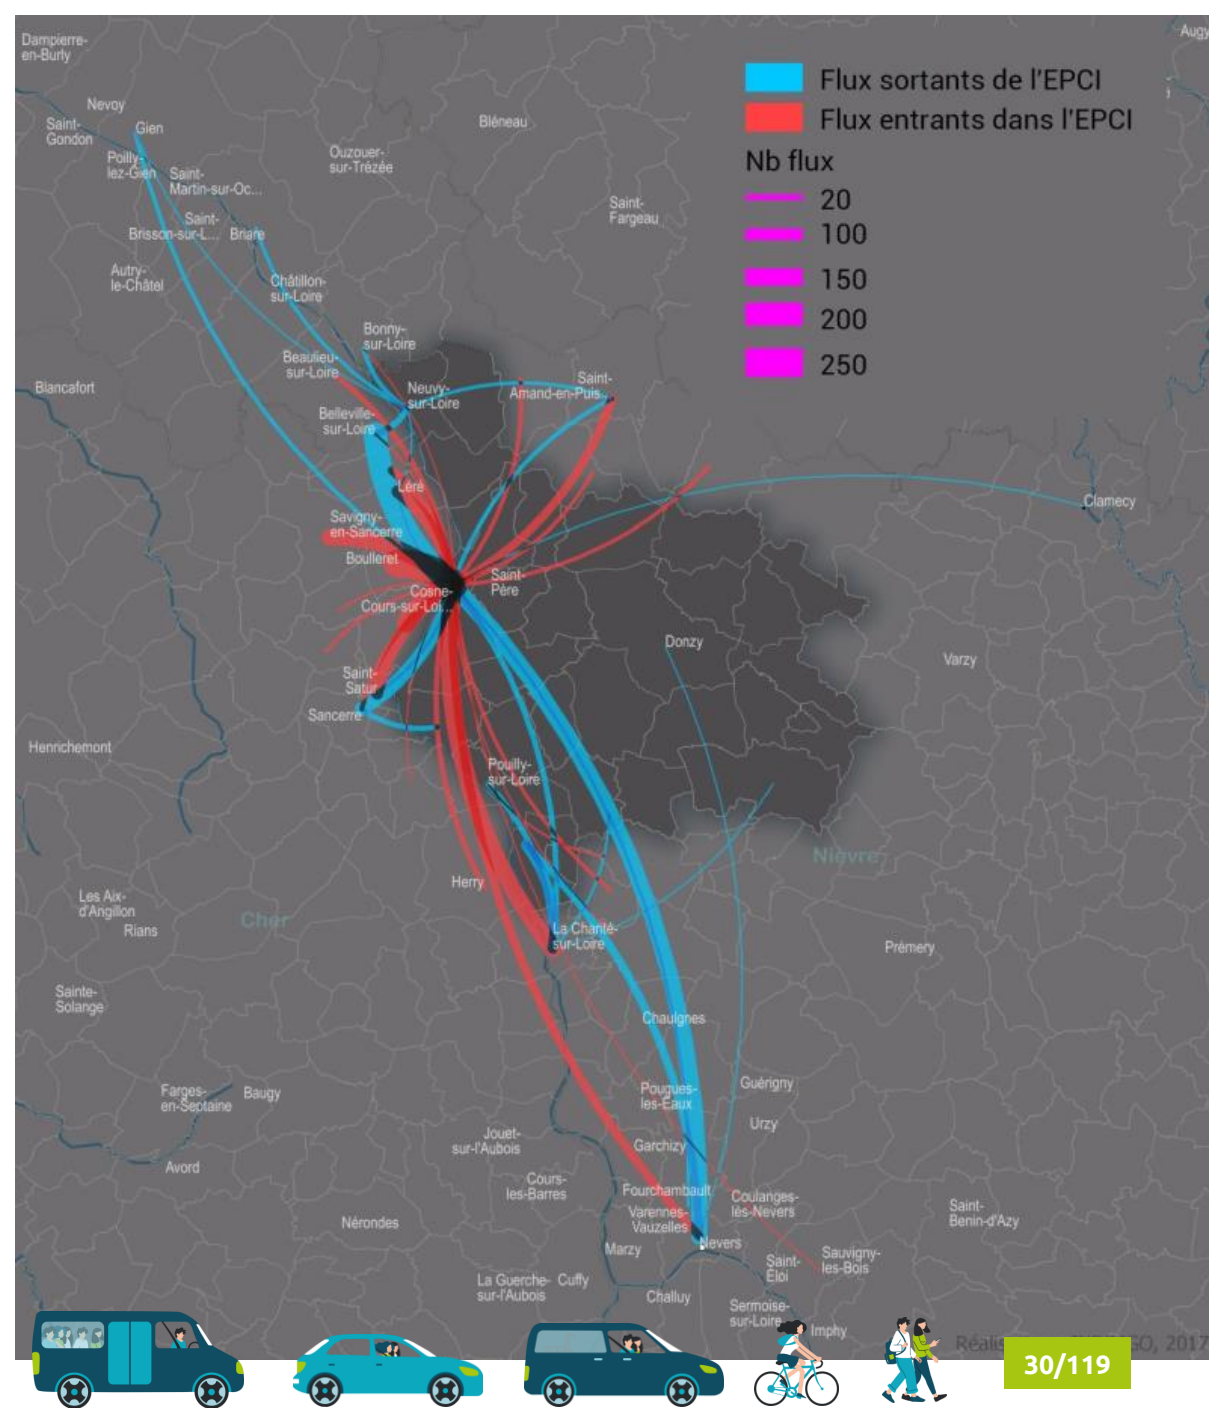 Dampierre-
en-Burly
Augy
Flux sortants de l'EPCI
Flux entrants dans l'EPCI
Nb flux
20
100
150
200
250
Nevoy
Saint-
Gondon
Gien
Bléneau
Poilly-
lez-Gien
Saint-
Martin-sur-Oc...
Ouzouer-
sur-Trézée
Saint-
Brisson-sur-L...
Briare
Saint-
Fargeau
Autry-
le-Châtel
Châtillon-
sur-Loire
Bonny-
sur-Loire
Beaulieu-
sur-Loire
Blancafort
Neuvy-
sur-Loire
Saint-
Amand-en-Puis...
Belleville-
sur-Loire
Léré
Clamecy
Savigny-
en-Sancerre
Boulleret
Cosne-
Cours-sur-Loi...
Saint-
Père
Donzy
Varzy
Saint-
Satur
Sancerre
Henrichemont
Pouilly-
sur-Loire
Nièvre
Herry
Les Aix-
d'Angillon
Rians
Cher
La Charité-
sur-Loire
Prémery
Sainte-
Solange
Chaulgnes
Farges-
en-Septaine
Baugy
Pougues-
les-Eaux
Guérigny
Urzy
Jouet-
sur-l'Aubois
Garchizy
Avord
Cours-
les-Barres
Fourchambault
Coulanges-
lès-Nevers
Nérondes
Varennes-
Vauzelles
Saint-
Benin-d'Azy
Marzy
Nevers
Saint-
Éloi
Sauvigny-
les-Bois
La Guerche-
sur-l'Aubois
Cuffy
Challuy
Sermoise-
sur-Loire
Imphy
GO, 2017
30/119